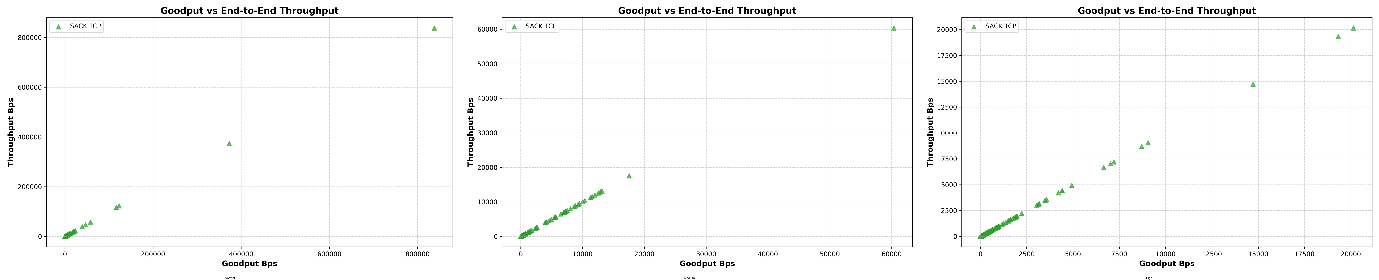 Goodput vs End-to-End Throughput
SACK TCP
800000
600000
400000
200000
0
Throughput Bps
0 200000 400000 600000 800000
Goodput Bps
Goodput vs End-to-End Throughput
SACK TCP
60000
50000
40000
30000
20000
10000
0
Throughput Bps
0 10000 20000 30000 40000 50000 60000
Goodput Bps
Goodput vs End-to-End Throughput
SACK TCP
20000
17500
15000
12500
10000
7500
5000
2500
0
Throughput Bps
0 2500 5000 7500 10000 12500 15000 17500 20000
Goodput Bps